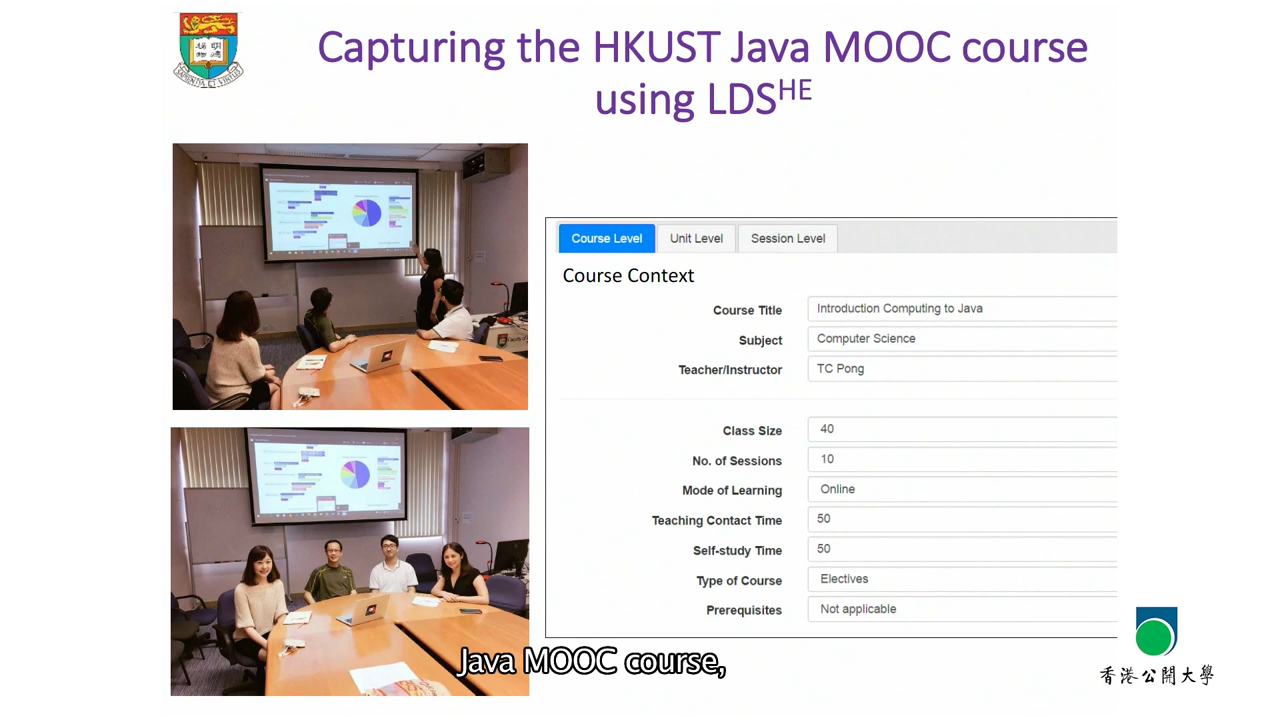 Capturing the HKUST Java MOOC course
using LDSHE
Course Level
Unit Level
Session Level
Course Context
Course Title
Introduction Computing to Java
Subject
Computer Science
Teacher/Instructor
TC Pong
Class Size
40
No. of Sessions
10
Mode of Learning
Online
Teaching Contact Time
50
Self-study Time
50
Type of Course
Electives
Prerequisites
Not applicable
Java MOOC course,
香港公開大學